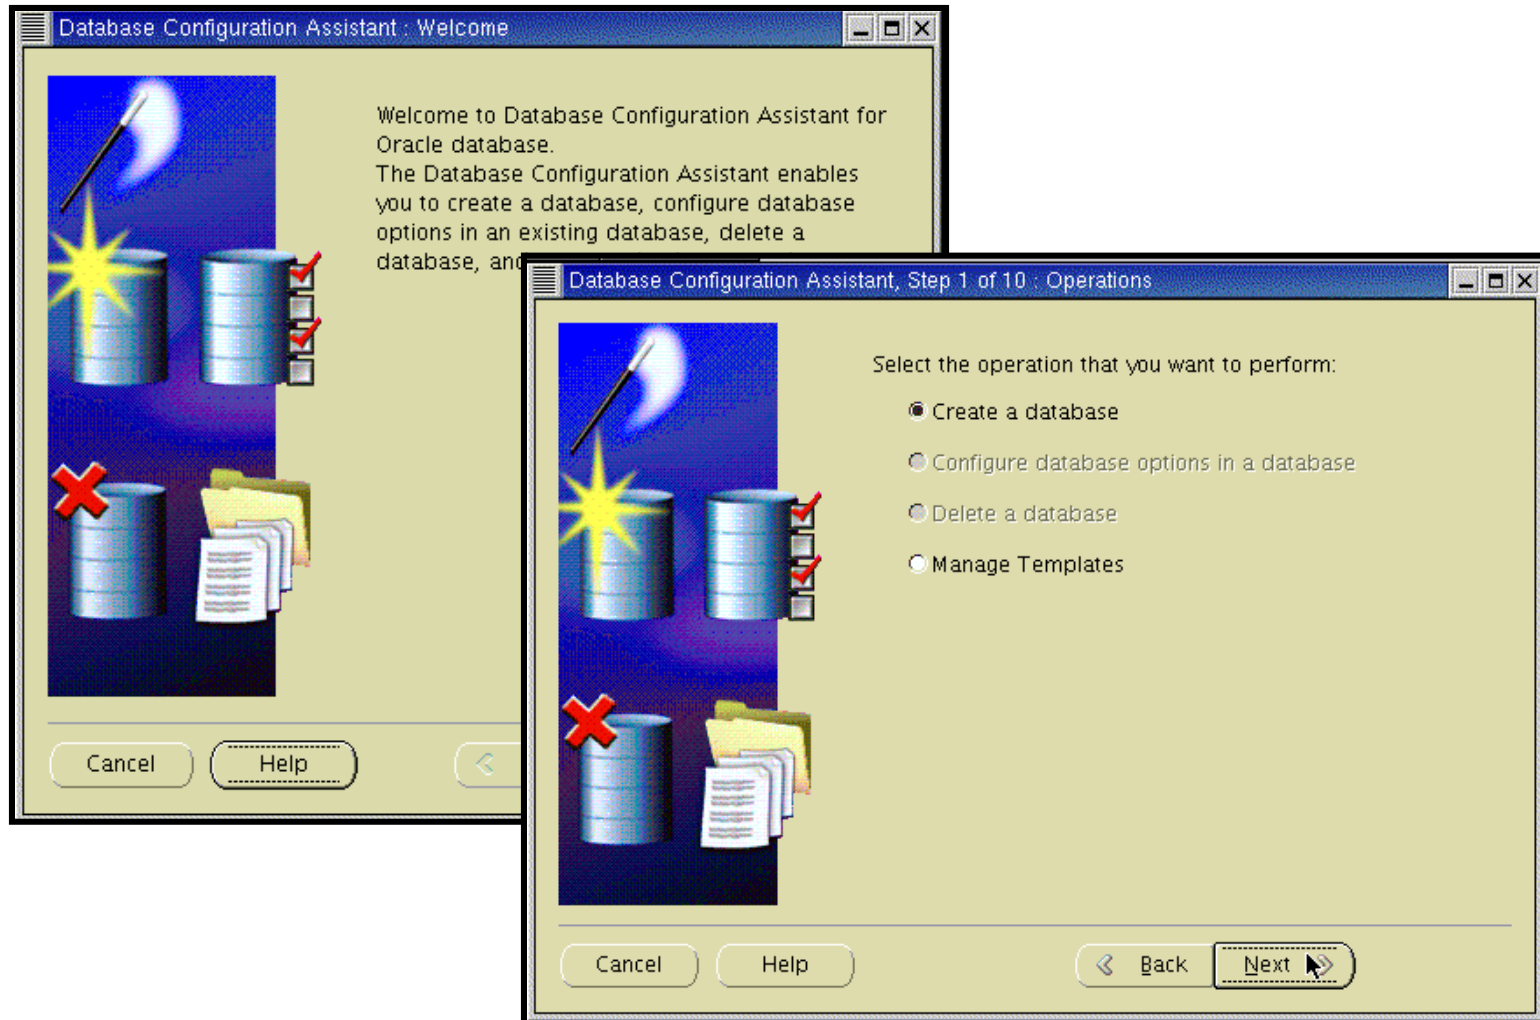 Database Configuration Assistant : Welcome
Welcome to Database Configuration Assistant for
Oracle database.
The Database Configuration Assistant enables
you to create a database, configure database
options in an existing database, delete a
database, and
Cancel
Help
Database Configuration Assistant, Step 1 of 10 : Operations
Select the operation that you want to perform:
Create a database
Configure database options in a database
Delete a database
Manage Templates
Cancel
Help
Back
Next